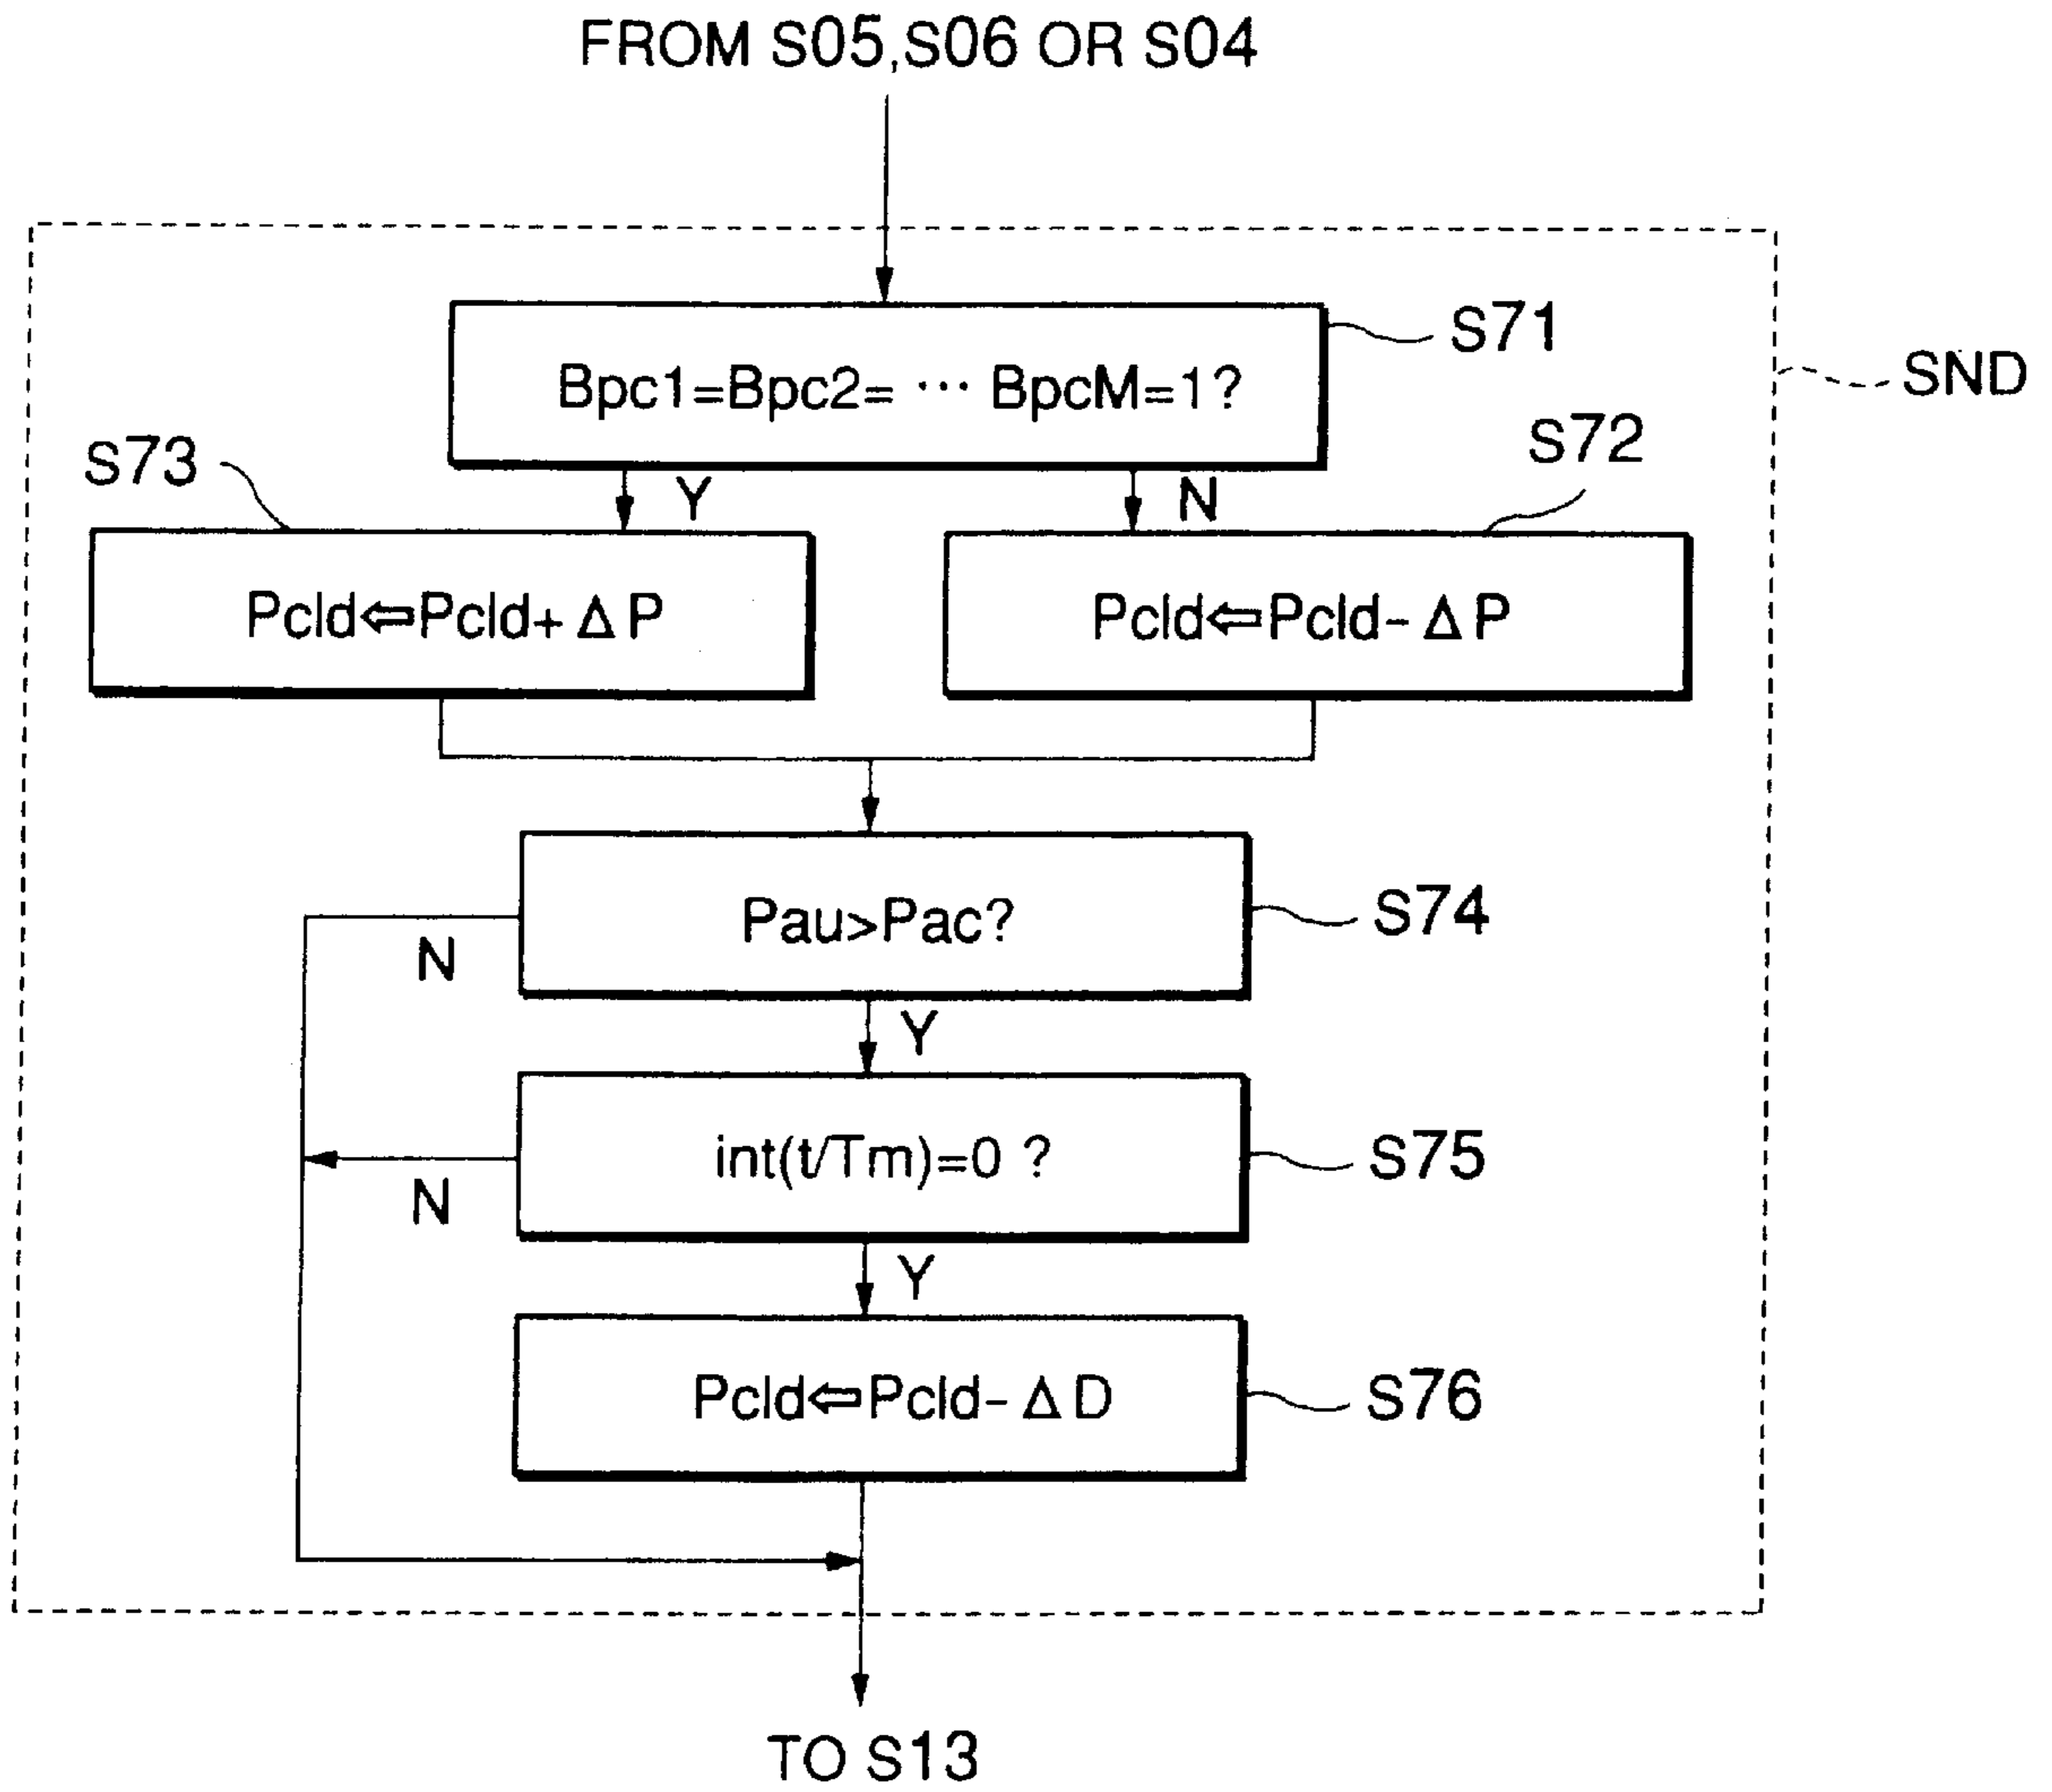 FROM S05,S06 OR S04
S71
Bpc1=Bpc2= ⋯ BpcM=1?
SND
S73
S72
Y
N
Pcld⇐Pcld+ΔP
Pcld⇐Pcld-ΔP
Pau>Pac?
S74
N
Y
int(t/Tm)=0 ?
S75
N
Y
Pcld⇐Pcld-ΔD
S76
TO S13